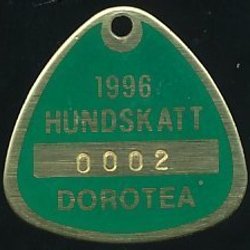 1996
HUNDSKATT
0002
DOROTEA